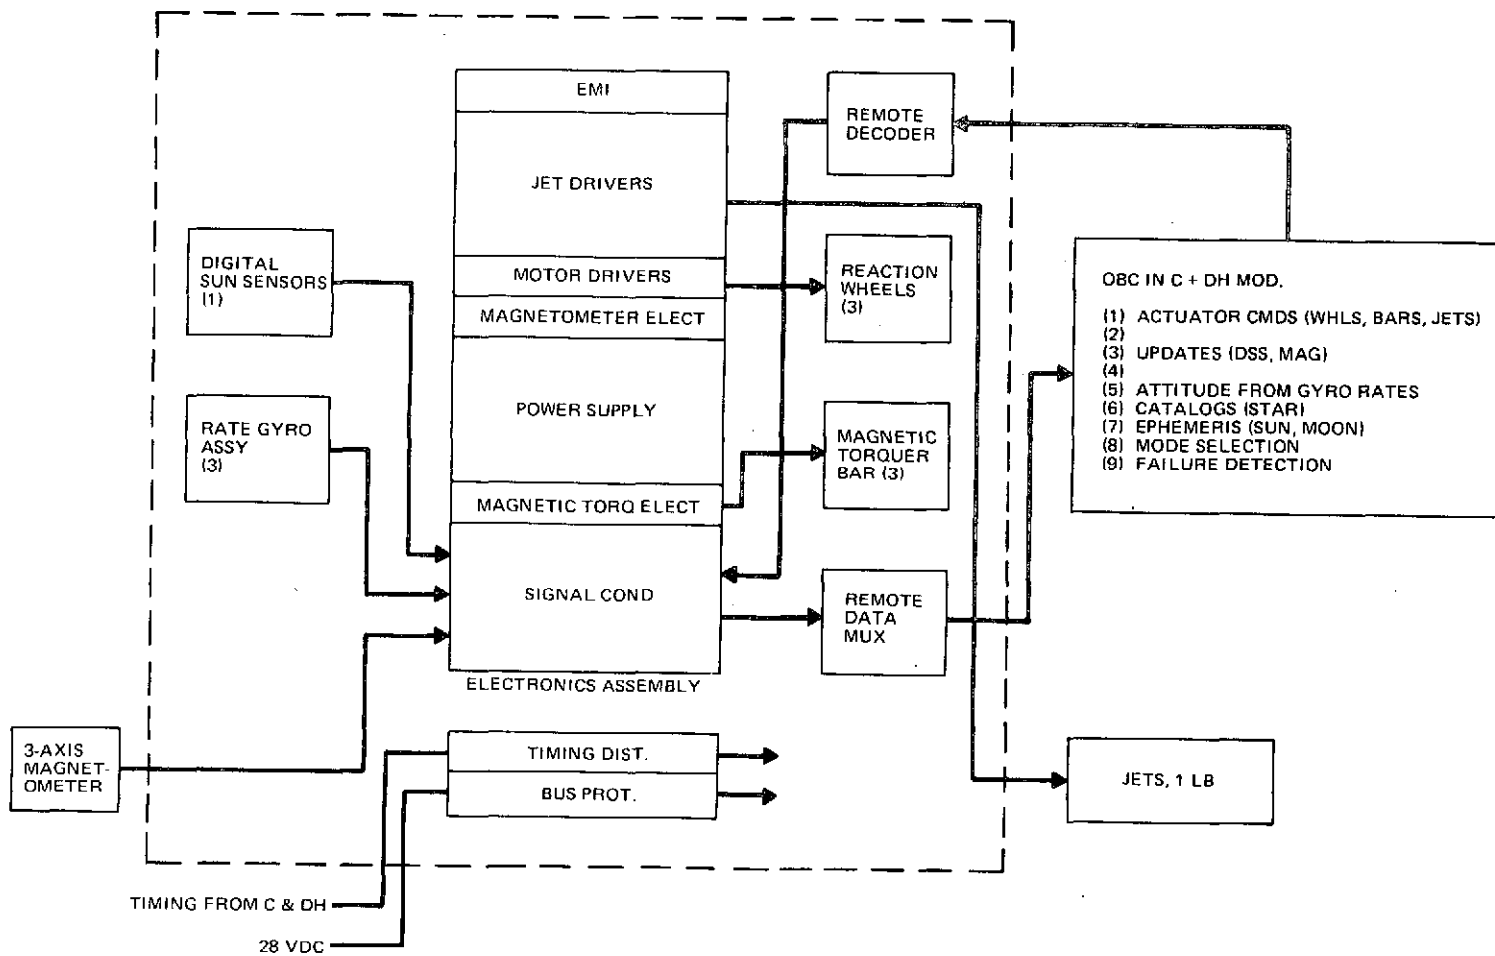 EMI
JET DRIVERS
MOTOR DRIVERS
MAGNETOMETER ELECT
POWER SUPPLY
MAGNETIC TORQ ELECT
SIGNAL COND
ELECTRONICS ASSEMBLY
DIGITAL
SUN SENSORS
(1)
RATE GYRO
ASSY
(3)
3-AXIS
MAGNET-
OMETER
TIMING DIST.
BUS PROT.
TIMING FROM C & DH
28 VDC
REMOTE
DECODER
REACTION
WHEELS
(3)
MAGNETIC
TORQUER
BAR (3)
REMOTE
DATA
MUX
OBC IN C + DH MOD.
(1) ACTUATOR CMDS (WHLS, BARS, JETS)
(2)
(3) UPDATES (DSS, MAG)
(4)
(5) ATTITUDE FROM GYRO RATES
(6) CATALOGS (STAR)
(7) EPHEMERIS (SUN, MOON)
(8) MODE SELECTION
(9) FAILURE DETECTION
JETS, 1 LB